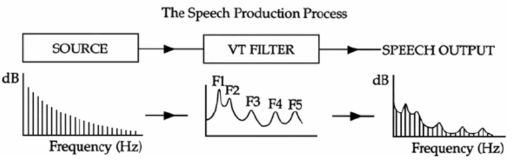 The Speech Production Process
SOURCE VT FILTER SPEECH OUTPUT
dB F1 F2 F3 F4 F5 dB
Frequency (Hz) Frequency (Hz)